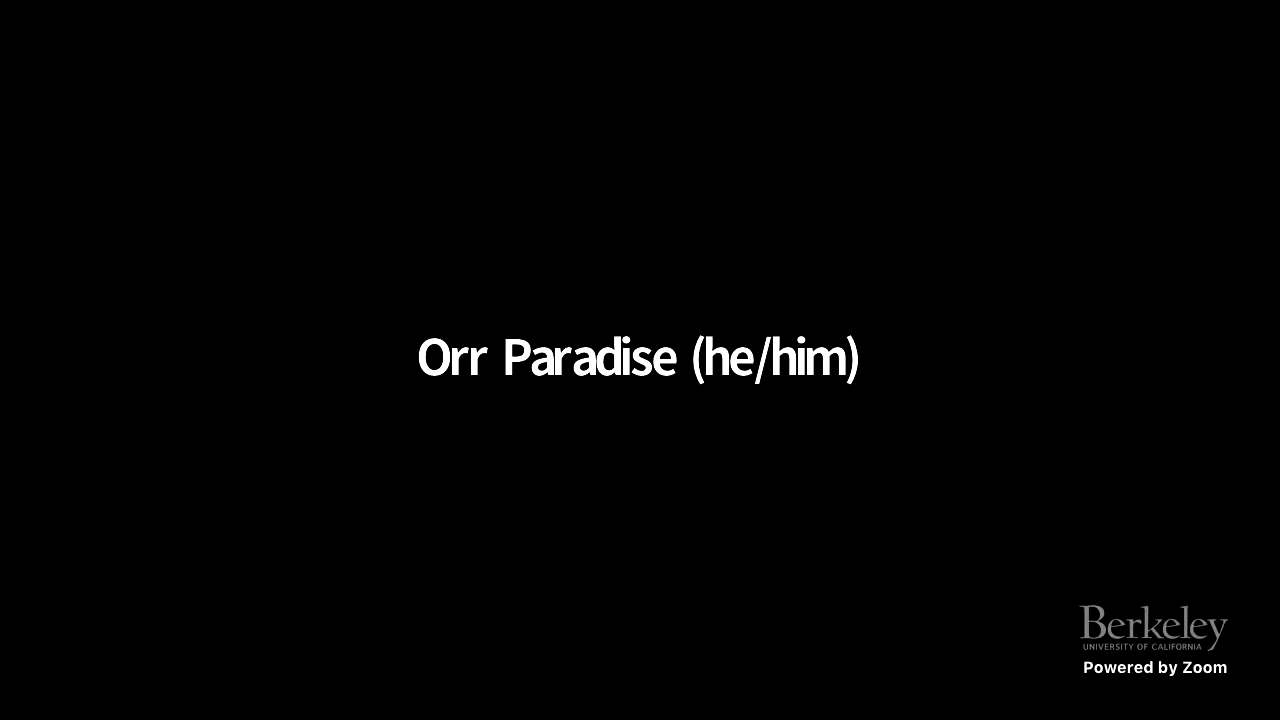 Orr Paradise (he/him)
Berkeley
UNIVERSITY OF CALIFORNIA
Powered by Zoom